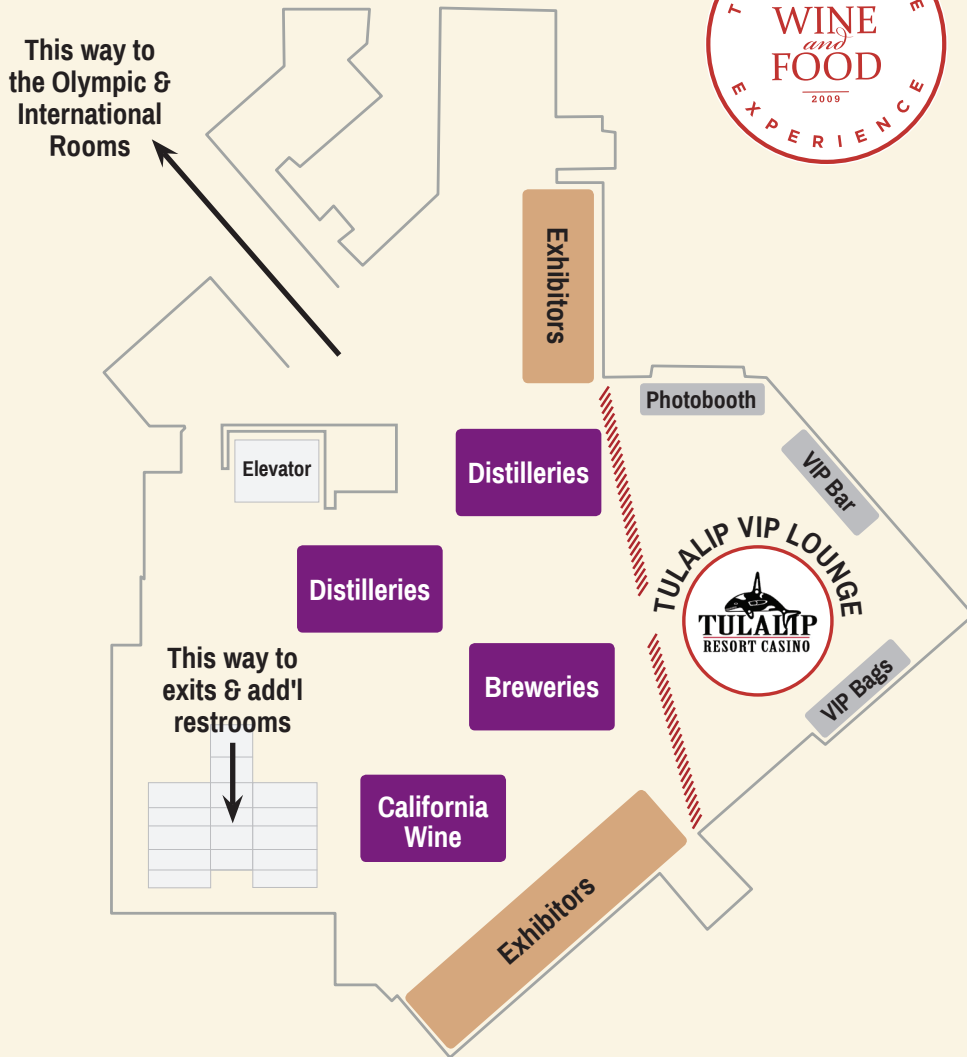 WINE
and
FOOD
2009
EXPERIENCE
This way to
the Olympic &
International
Rooms
Exhibitors
Photobooth
VIP Bar
Elevator
Distilleries
Distilleries
TULALIP VIP LOUNGE
TULALIP
RESORT CASINO
This way to
exits & add'l
restrooms
Breweries
VIP Bags
California
Wine
Exhibitors